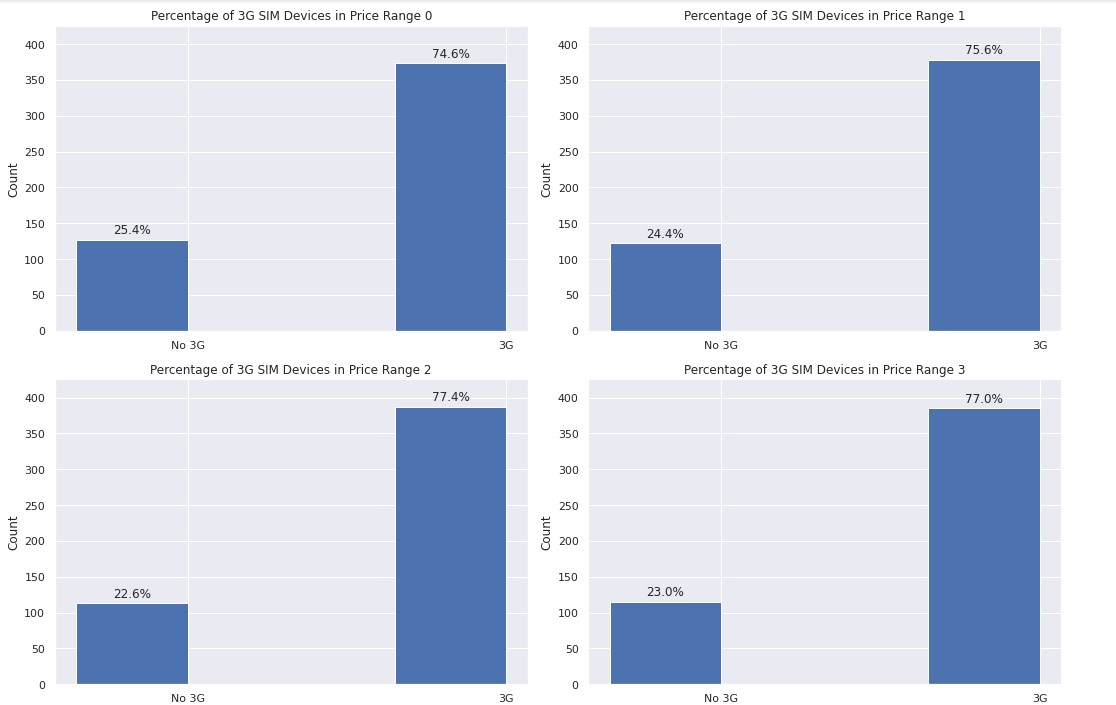 Percentage of 3G SIM Devices in Price Range 0
400
350
300
250
200
150
100
50
0
Count
74.6%
25.4%
No 3G
3G
Percentage of 3G SIM Devices in Price Range 1
400
350
300
250
200
150
100
50
0
Count
75.6%
24.4%
No 3G
3G
Percentage of 3G SIM Devices in Price Range 2
400
350
300
250
200
150
100
50
0
Count
77.4%
22.6%
No 3G
3G
Percentage of 3G SIM Devices in Price Range 3
400
350
300
250
200
150
100
50
0
Count
77.0%
23.0%
No 3G
3G